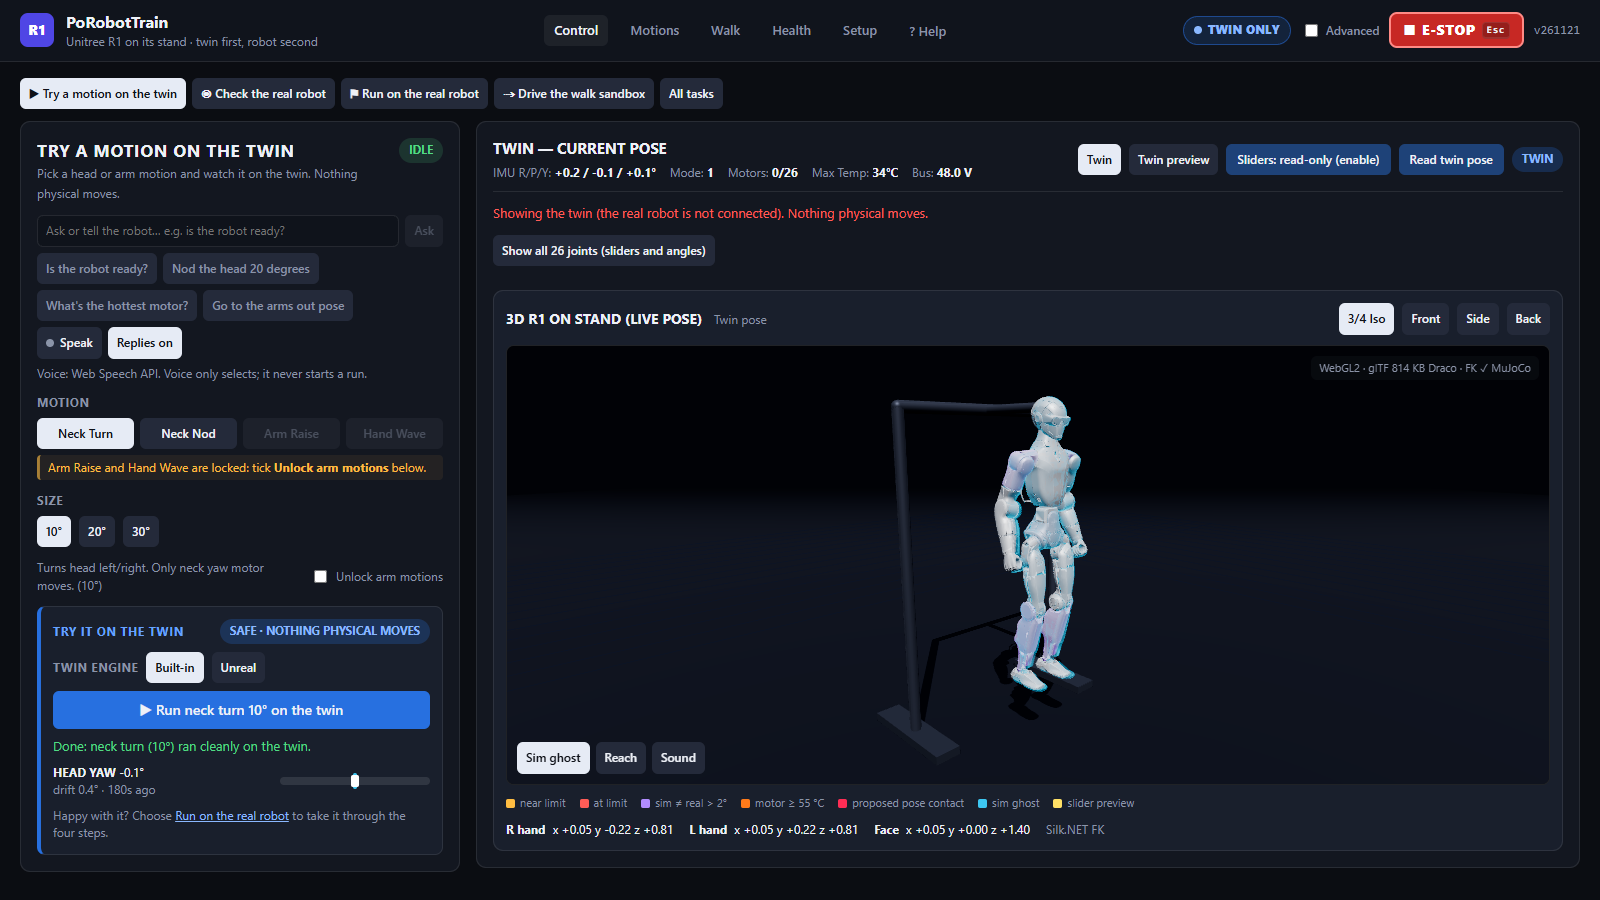 R1
PoRobotTrain
Unitree R1 on its stand · twin first, robot second
Control
Motions
Walk
Health
Setup
? Help
TWIN ONLY
Advanced
E-STOP Esc
v261121
Try a motion on the twin
Check the real robot
Run on the real robot
Drive the walk sandbox
All tasks
TRY A MOTION ON THE TWIN
IDLE
Pick a head or arm motion and watch it on the twin. Nothing
physical moves.
Ask or tell the robot... e.g. is the robot ready?
Ask
Is the robot ready?
Nod the head 20 degrees
What's the hottest motor?
Go to the arms out pose
Speak
Replies on
Voice: Web Speech API. Voice only selects; it never starts a run.
MOTION
Neck Turn
Neck Nod
Arm Raise
Hand Wave
Arm Raise and Hand Wave are locked: tick Unlock arm motions below.
SIZE
10°
20°
30°
Turns head left/right. Only neck yaw motor
moves. (10°)
Unlock arm motions
TRY IT ON THE TWIN
SAFE · NOTHING PHYSICAL MOVES
TWIN ENGINE
Built-in
Unreal
Run neck turn 10° on the twin
Done: neck turn (10°) ran cleanly on the twin.
HEAD YAW -0.1°
drift 0.4° · 180s ago
Happy with it? Choose Run on the real robot to take it through the
four steps.
TWIN — CURRENT POSE
IMU R/P/Y: +0.2 / -0.1 / +0.1° Mode: 1 Motors: 0/26 Max Temp: 34°C Bus: 48.0 V
Twin
Twin preview
Sliders: read-only (enable)
Read twin pose
TWIN
Showing the twin (the real robot is not connected). Nothing physical moves.
Show all 26 joints (sliders and angles)
3D R1 ON STAND (LIVE POSE) Twin pose
3/4 Iso
Front
Side
Back
WebGL2 · glTF 814 KB Draco · FK ✓ MuJoCo
Sim ghost
Reach
Sound
near limit
at limit
sim ≠ real > 2°
motor ≥ 55 °C
proposed pose contact
sim ghost
slider preview
R hand x +0.05 y -0.22 z +0.81 L hand x +0.05 y +0.22 z +0.81 Face x +0.05 y +0.00 z +1.40 Silk.NET FK